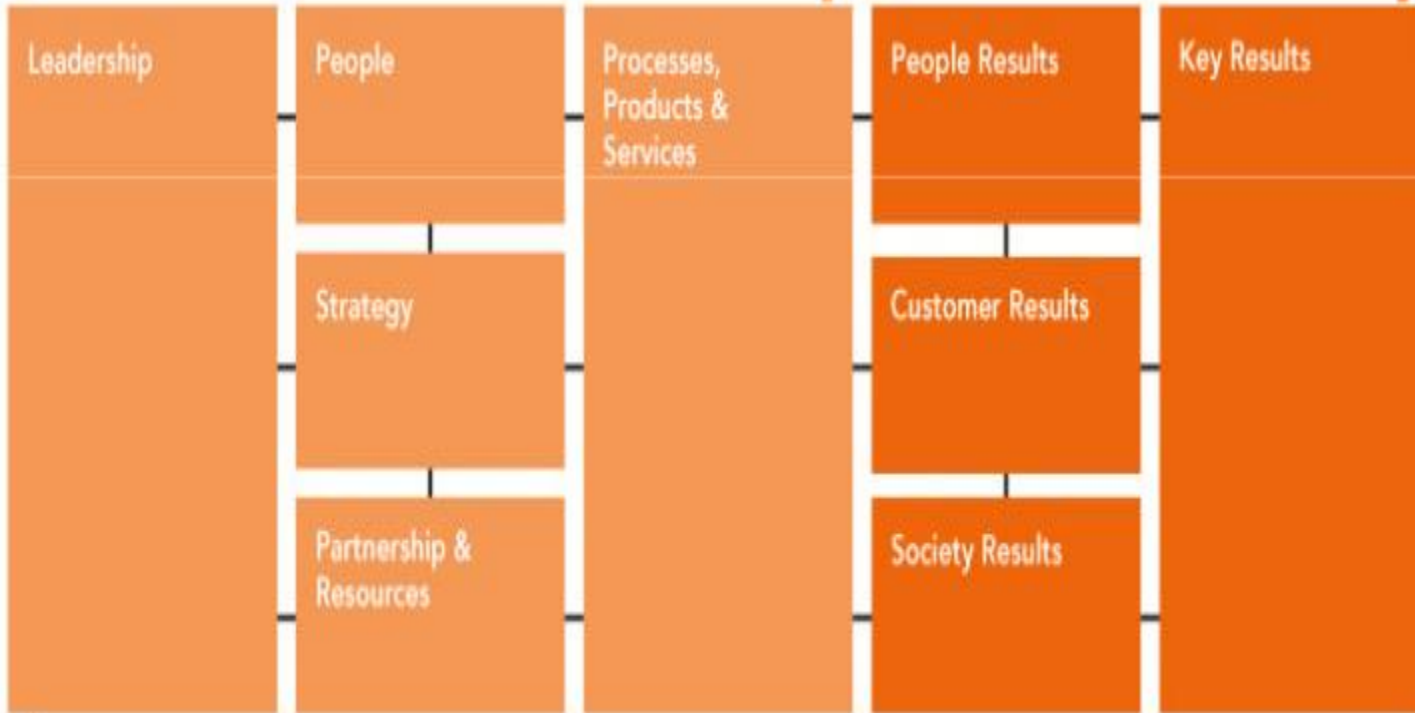 Leadership
People
Processes,
Products &
Services
People Results
Key Results
Strategy
Customer Results
Partnership &
Resources
Society Results